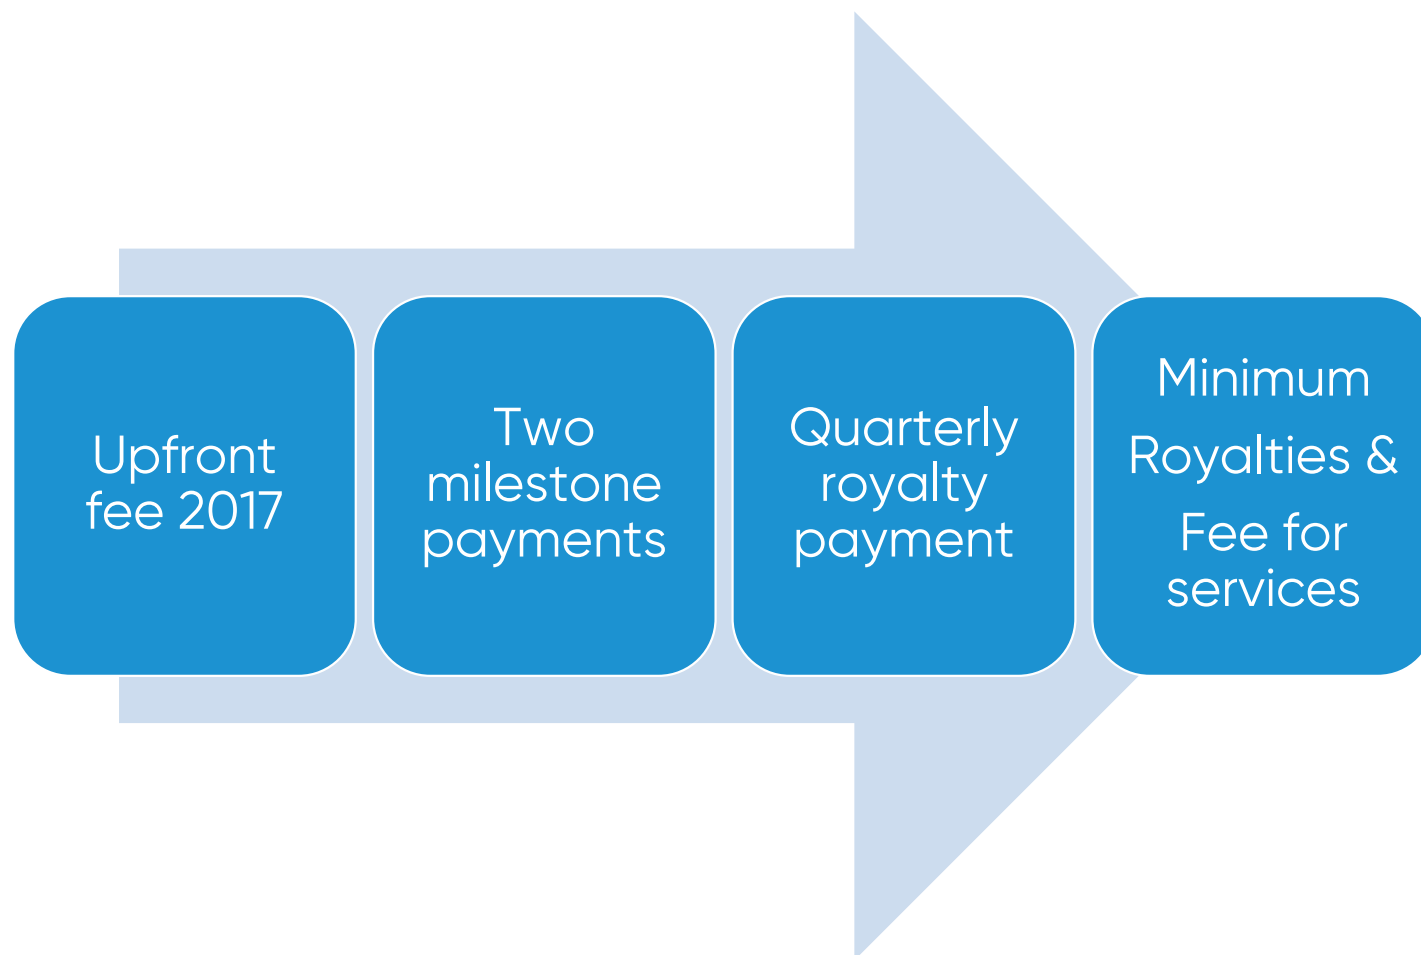 Upfront
fee 2017
Two
milestone
payments
Quarterly
royalty
payment
Minimum
Royalties &
Fee for
services